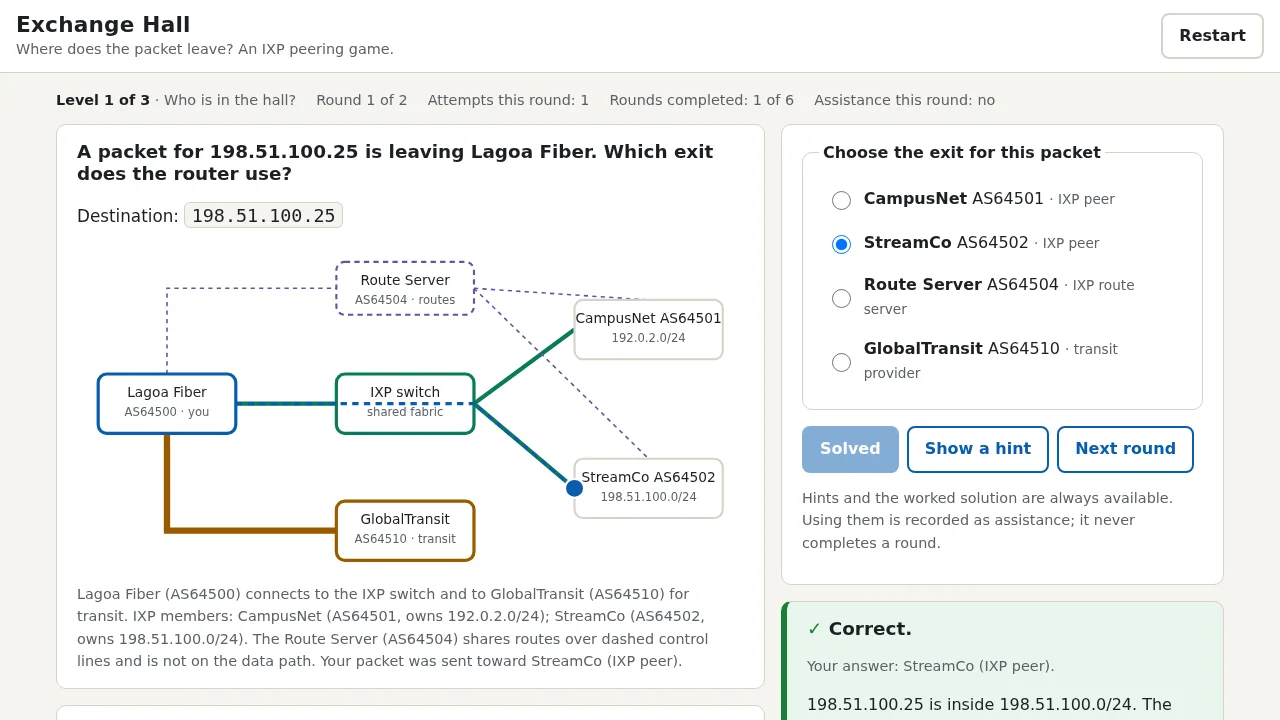 Exchange Hall
Where does the packet leave? An IXP peering game.
Restart
Level 1 of 3 · Who is in the hall? Round 1 of 2 Attempts this round: 1 Rounds completed: 1 of 6 Assistance this round: no
A packet for 198.51.100.25 is leaving Lagoa Fiber. Which exit
does the router use?
Destination: 198.51.100.25
Route Server
AS64504 · routes
CampusNet AS64501
192.0.2.0/24
Lagoa Fiber
AS64500 · you
IXP switch
shared fabric
StreamCo AS64502
198.51.100.0/24
GlobalTransit
AS64510 · transit
Lagoa Fiber (AS64500) connects to the IXP switch and to GlobalTransit (AS64510) for
transit. IXP members: CampusNet (AS64501, owns 192.0.2.0/24); StreamCo (AS64502,
owns 198.51.100.0/24). The Route Server (AS64504) shares routes over dashed control
lines and is not on the data path. Your packet was sent toward StreamCo (IXP peer).
Choose the exit for this packet
CampusNet AS64501 · IXP peer
StreamCo AS64502 · IXP peer
Route Server AS64504 · IXP route
server
GlobalTransit AS64510 · transit
provider
Solved
Show a hint
Next round
Hints and the worked solution are always available.
Using them is recorded as assistance; it never
completes a round.
✓ Correct.
Your answer: StreamCo (IXP peer).
198.51.100.25 is inside 198.51.100.0/24. The